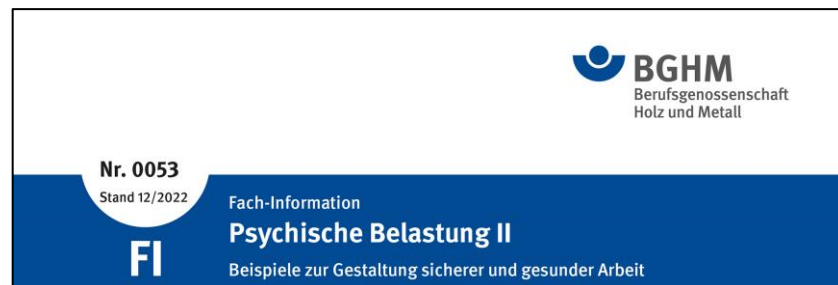 BGHM
Berufsgenossenschaft
Holz und Metall
Nr. 0053
Stand 12/2022
FI
Fach-Information
Psychische Belastung II
Beispiele zur Gestaltung sicherer und gesunder Arbeit